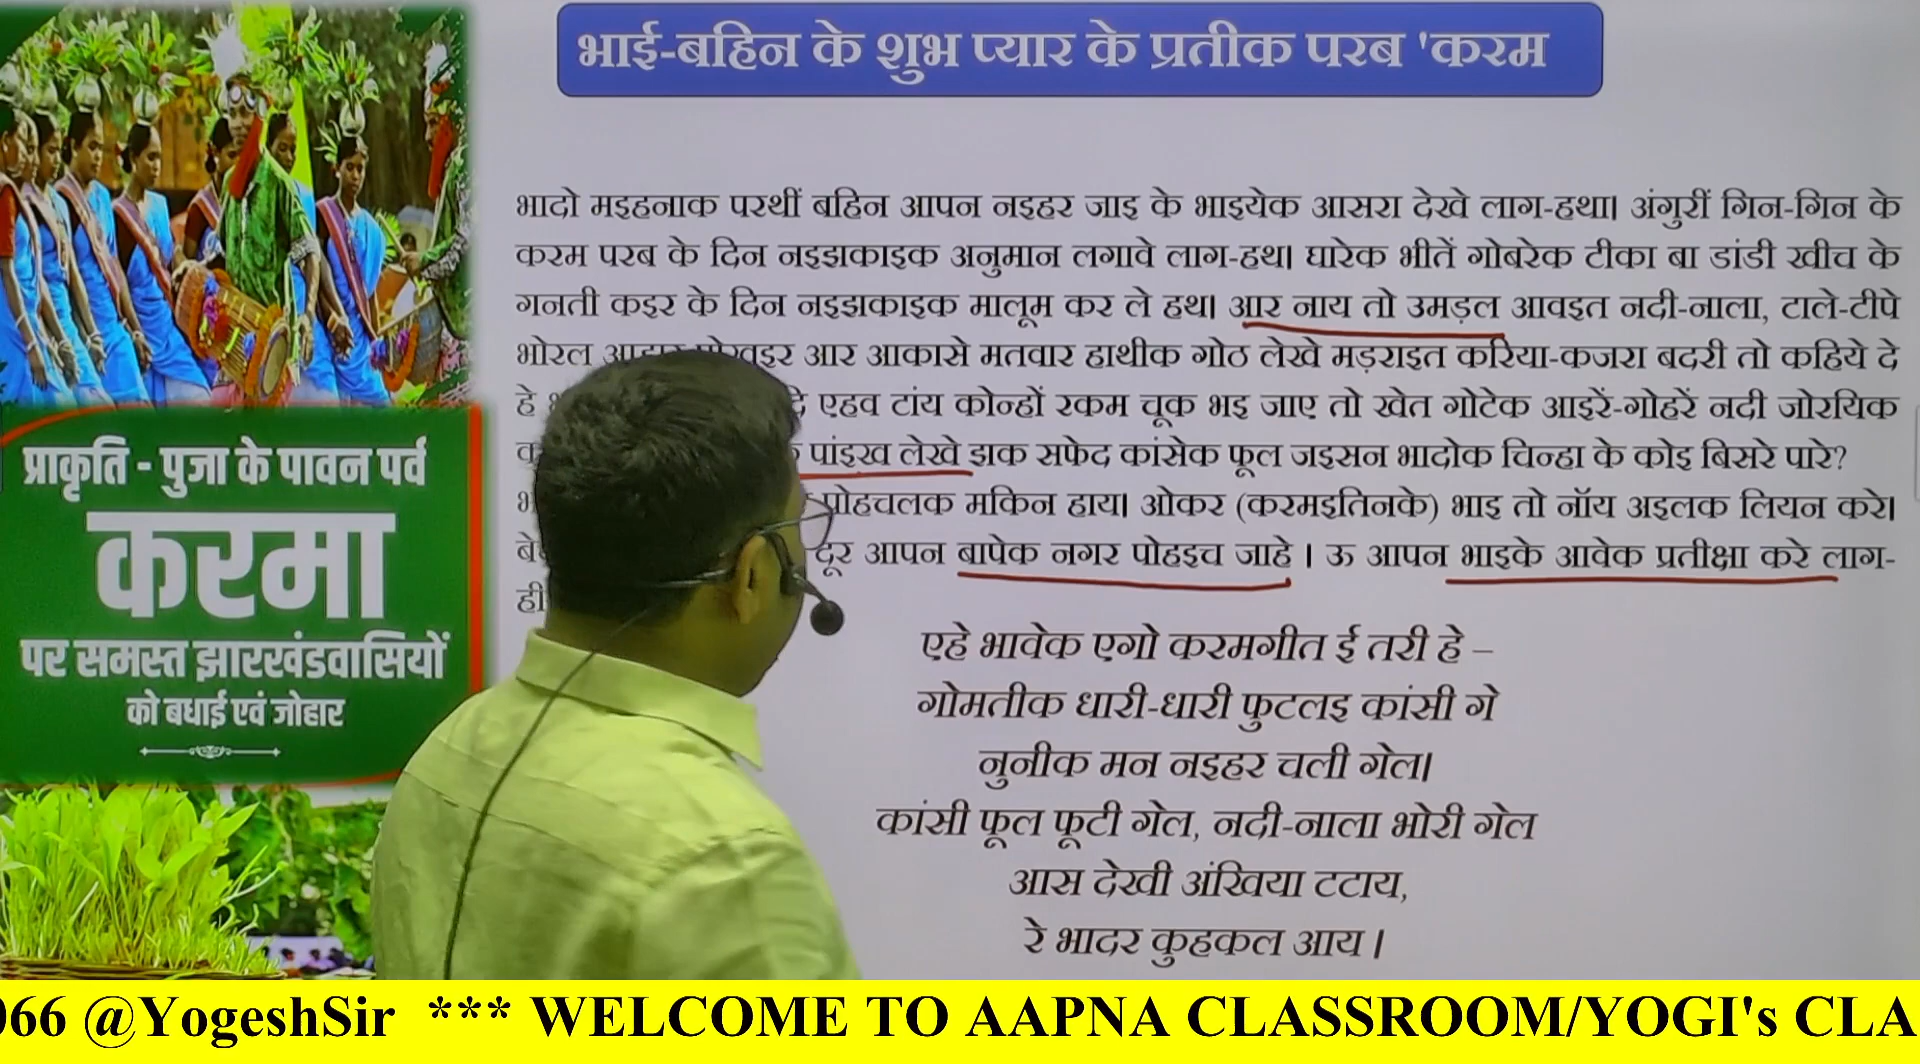 भाई-बहिन के शुभ प्यार के प्रतीक परब 'करम
भादो मइहनाक परथीं बहिन आपन नइहर जाइ के भाइयेक आसरा देखे लाग-हथा। अंगुरीं गिन-गिन के
करम परब के दिन नइझकाइक अनुमान लगावे लाग-हथ। घारेक भीतें गोबरेक टीका बा डांडी खीच के
गनती कइर के दिन नइझकाइक मालूम कर ले हथ। आर नाय तो उमड़ल आवइत नदी-नाला, टाले-टीपे
भोरल आहार पोखइर आर आकासे मतवार हाथीक गोठ लेखे मड़राइत करिया-कजरा बदरी तो कहिये दे
हे एहव टांय कोन्हों रकम चूक भइ जाए तो खेत गोटेक आइरें-गोहरें नदी जोरयिक
पांइख लेखे झक सफेद कांसेक फूल जइसन भादोक चिन्हा के कोइ बिसरे पारे?
पोहचलक मकिन हाय। ओकर (करमइतिनके) भाइ तो नॉय अइलक लियन करे।
दूर आपन बापेक नगर पोहइच जाहे । ऊ आपन भाइके आवेक प्रतीक्षा करे लाग-
ही
एहे भावेक एगो करमगीत ई तरी हे –
गोमतीक धारी-धारी फुटलइ कांसी गे
नुनीक मन नइहर चली गेल।
कांसी फूल फूटी गेल, नदी-नाला भोरी गेल
आस देखी अंखिया टटाय,
रे भादर कुहकल आय ।
प्राकृति - पुजा के पावन पर्व
करमा
पर समस्त झारखंडवासियों
को बधाई एवं जोहार
066 @YogeshSir *** WELCOME TO AAPNA CLASSROOM/YOGI's CLA